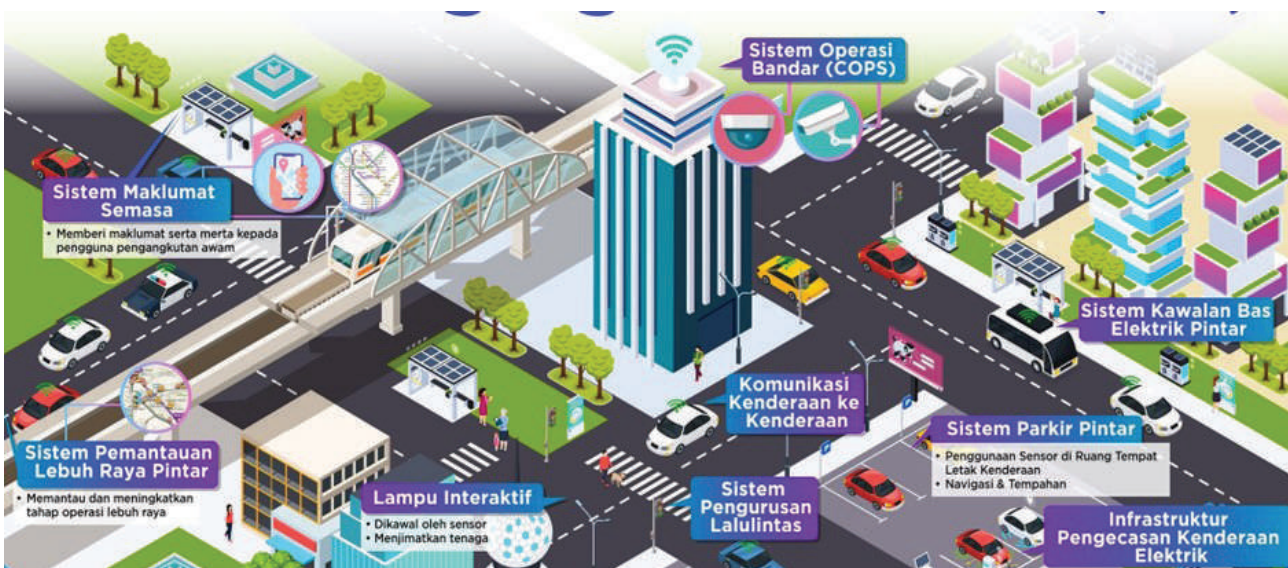 Sistem Operasi
Bandar (COPS)
Sistem Maklumat
Semasa
• Memberi maklumat serta merta kepada
pengguna pengangkutan awam
Sistem Kawalan Bas
Elektrik Pintar
Komunikasi
Kenderaan ke
Kenderaan
Sistem Pemantauan
Lebuh Raya Pintar
• Memantau dan meningkatkan
tahap operasi lebuh raya
Lampu Interaktif
• Dikawal oleh sensor
• Menjimatkan tenaga
Sistem
Pengurusan
Lalulintas
Sistem Parkir Pintar
• Penggunaan Sensor di Ruang Tempat
Letak Kenderaan
• Navigasi & Tempahan
Infrastruktur
Pengecasan Kenderaan
Elektrik